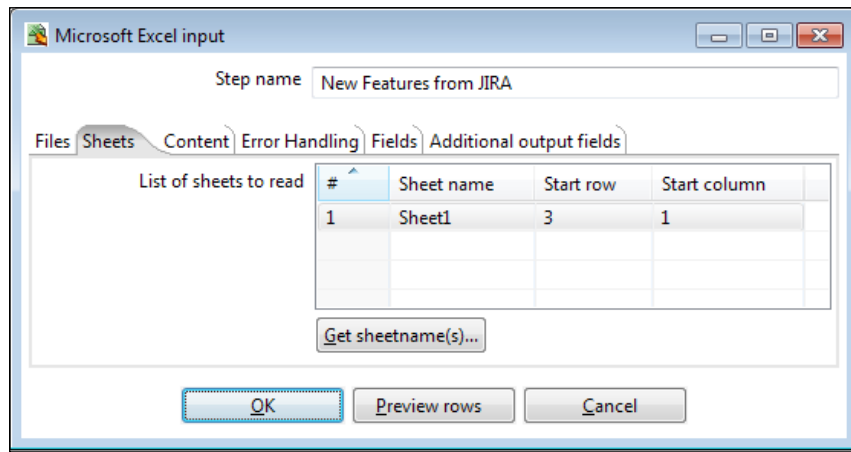 Microsoft Excel input
Step name New Features from JIRA
Files Sheets Content Error Handling Fields Additional output fields
List of sheets to read # Sheet name Start row Start column
1 Sheet1 3 1
Get sheetname(s)...
OK Preview rows Cancel